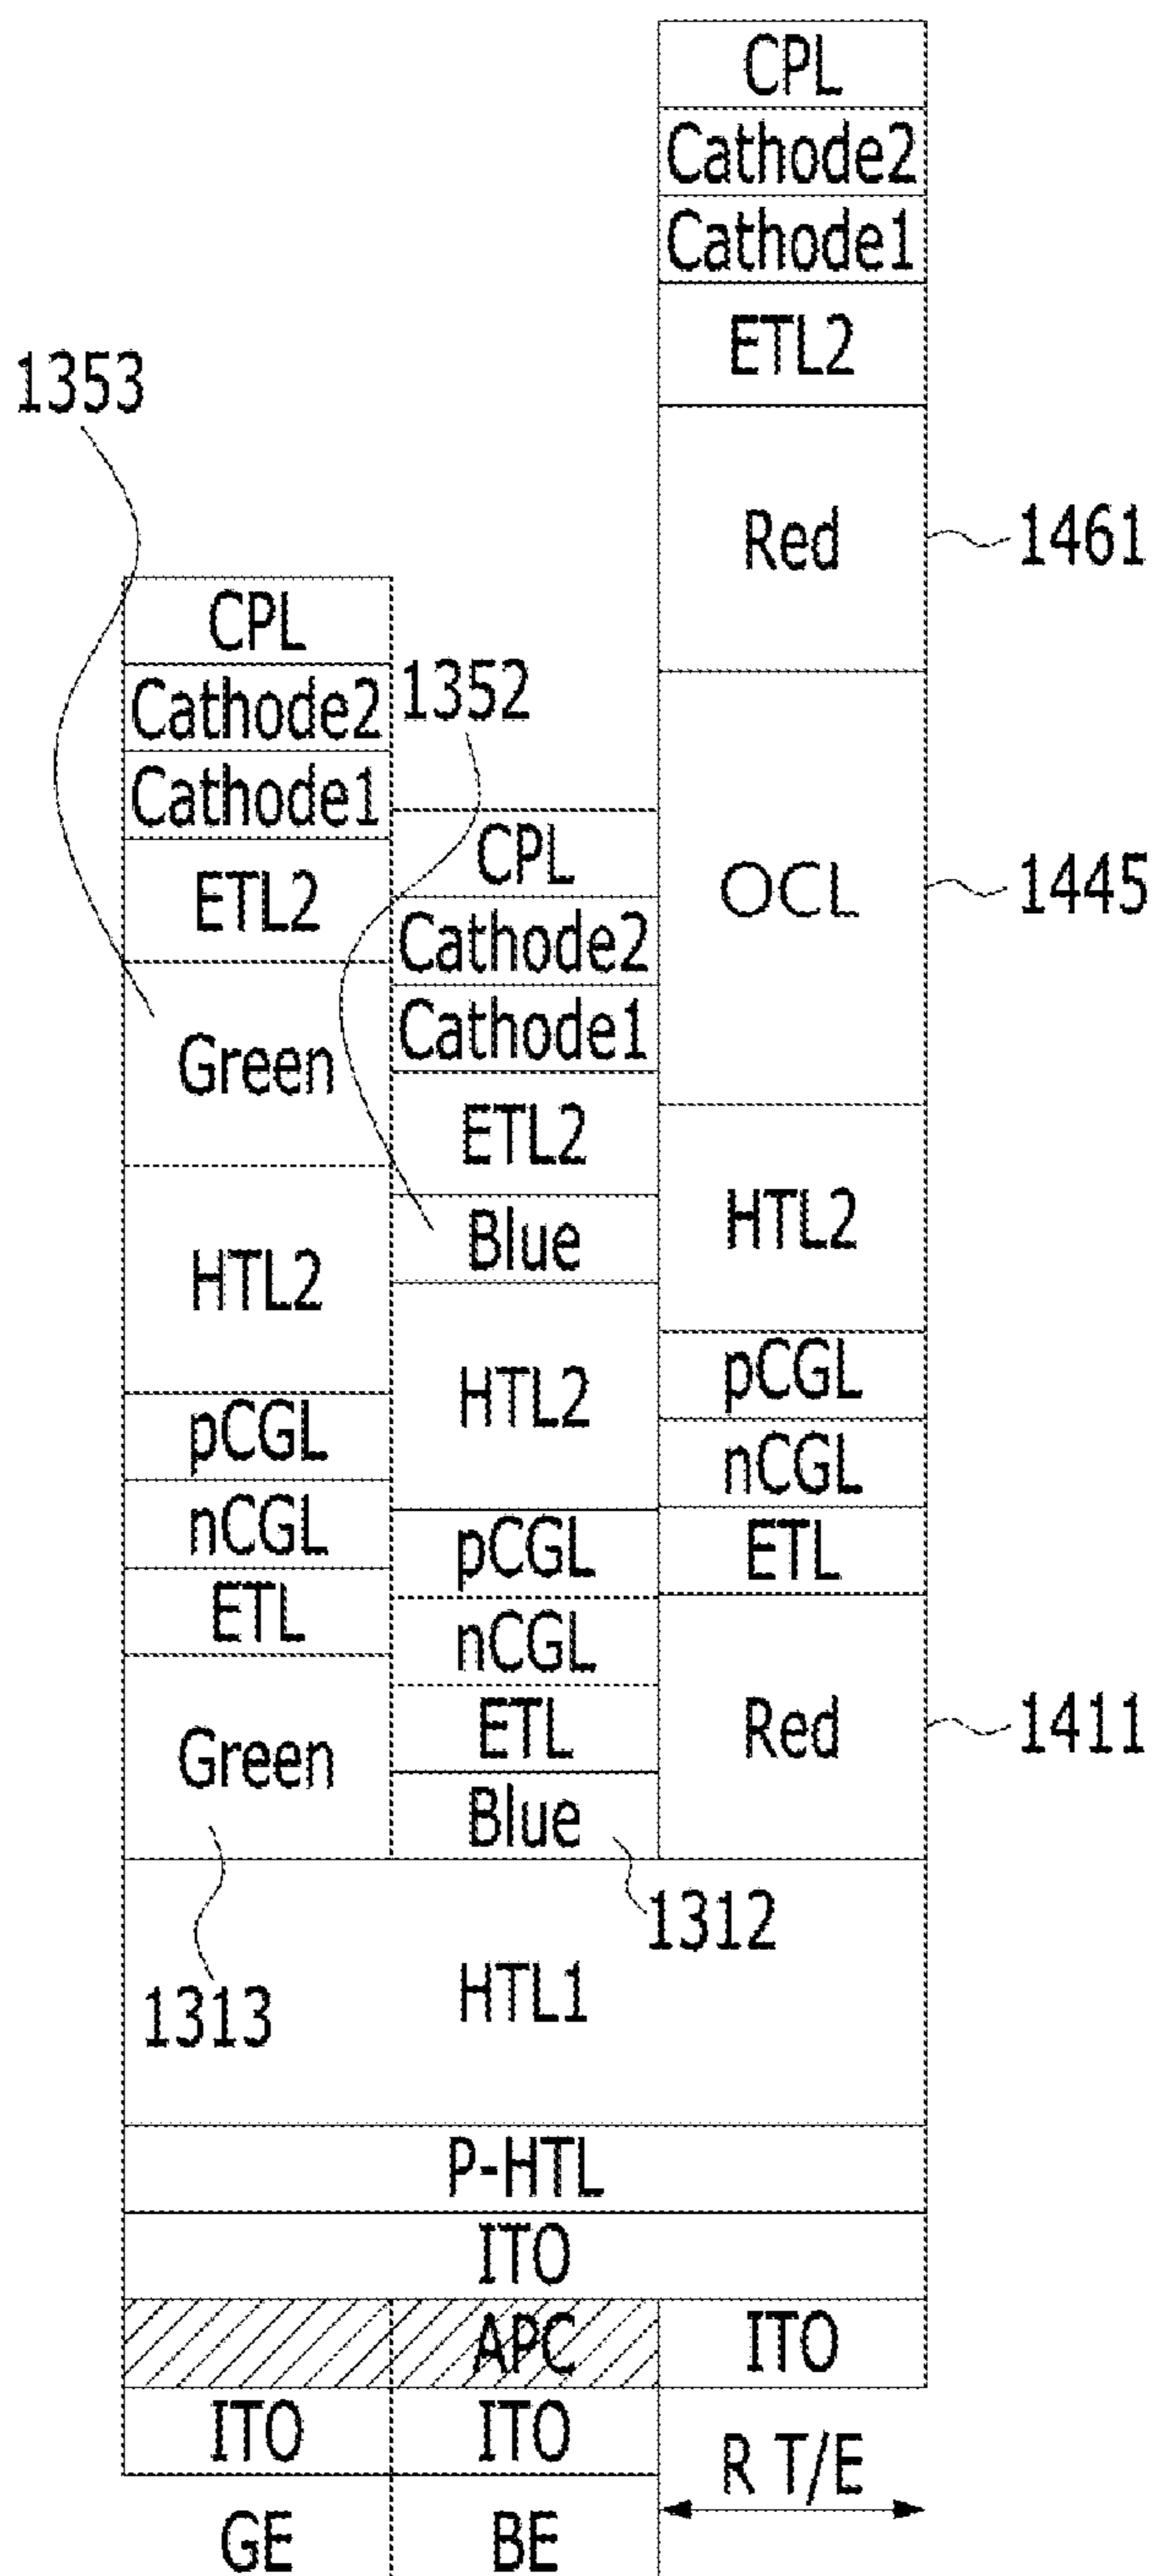 CPL
Cathode2
Cathode1
ETL2
1353
Red
1461
CPL
1352
Cathode2
Cathode1
CPL
OCL
1445
ETL2
Cathode2
Cathode1
Green
ETL2
HTL2
Blue
HTL2
pCGL
HTL2
pCGL
nCGL
nCGL
pCGL
ETL
ETL
nCGL
Red
1411
ETL
Green
Blue
1312
HTL1
1313
P-HTL
ITO
APC
ITO
ITO
ITO
R T/E
GE
BE